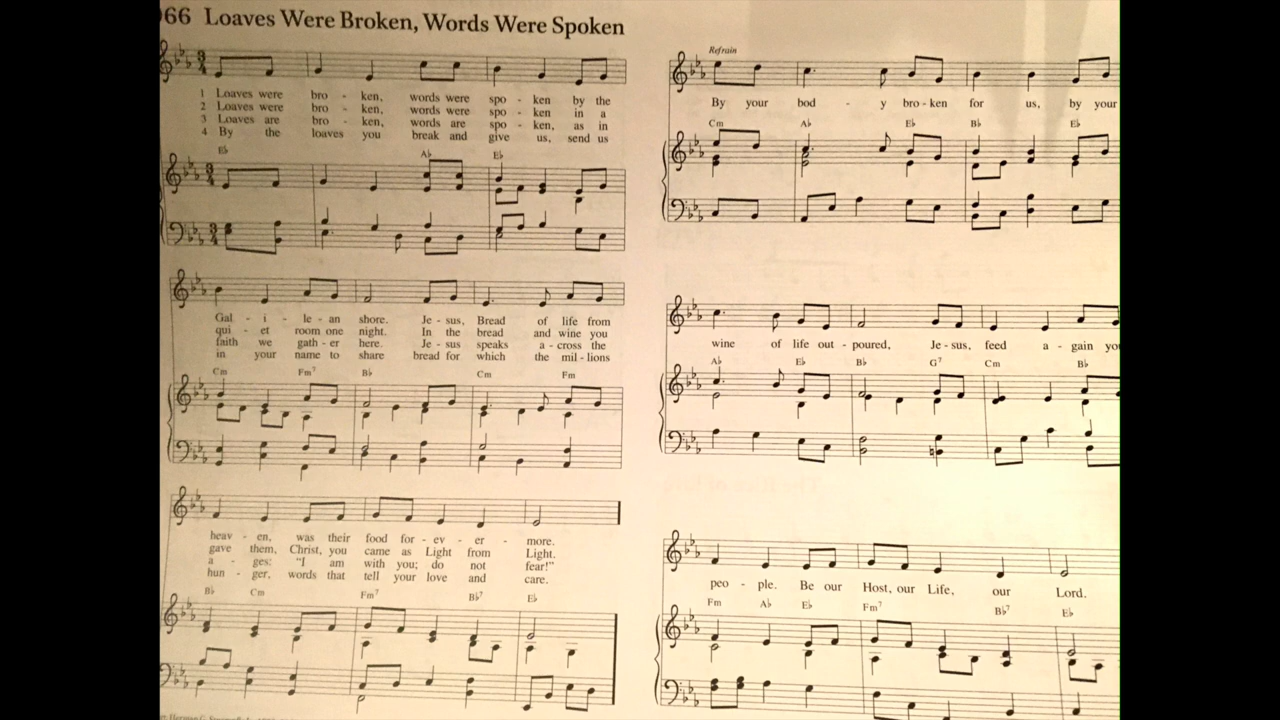 066 Loaves Were Broken, Words Were Spoken
1 Loaves were bro - ken, words were spo - ken by the
2 Loaves were bro - ken, words were spo - ken in a
3 Loaves are bro - ken, words are spo - ken, as in
4 By the loaves you break and give us, send us
E♭ A♭ E♭
Gal - i - le - an shore. Je - sus, Bread of life from
qui - et room one night. In the bread and wine you
faith we gath - er here. Je - sus speaks a - cross the
in your name to share bread for which the mil - lions
Cm Fm7 B♭ Cm Fm
heav - en, was their food for - ev - er - more.
gave them, Christ, you came as Light from Light.
a - ges: “I am with you; do not fear!”
hun - ger, words that tell your love and care.
B♭ Cm Fm7 B♭7 E♭
Refrain
By your bod - y bro - ken for us, by your
Cm A♭ E♭ B♭ E♭
wine of life out - poured, Je - sus, feed a - gain
A♭ E♭ B♭ G7 Cm B♭
peo - ple. Be our Host, our Life, our Lord.
Fm A♭ E♭ Fm7 B♭7 E♭